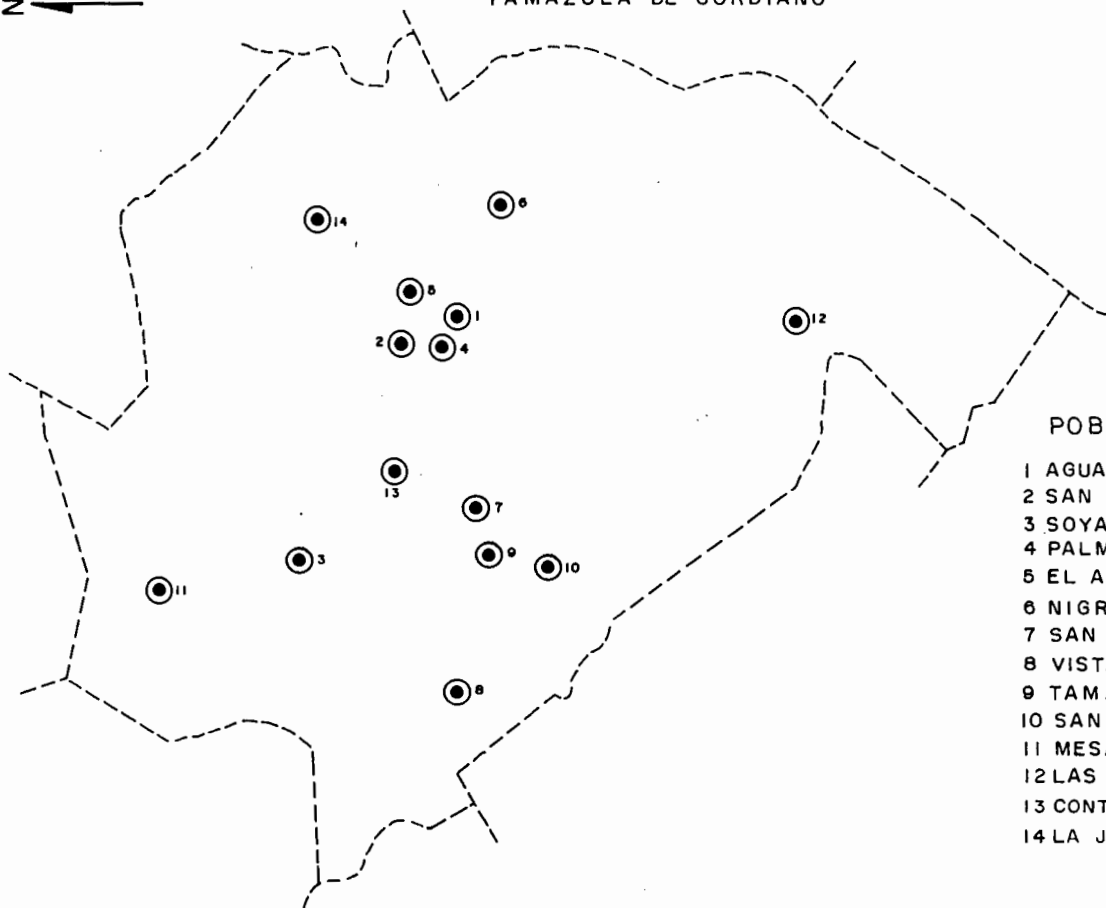 N
TAMAZULA DE GORDIANO
6
14
5
1
12
2
4
13
7
9
10
3
11
8
POB
1 AGUA
2 SAN
3 SOYA
4 PALM
5 EL A
6 NIGR
7 SAN
8 VIST
9 TAM
10 SAN
11 MES
12 LAS
13 CONT
14 LA J